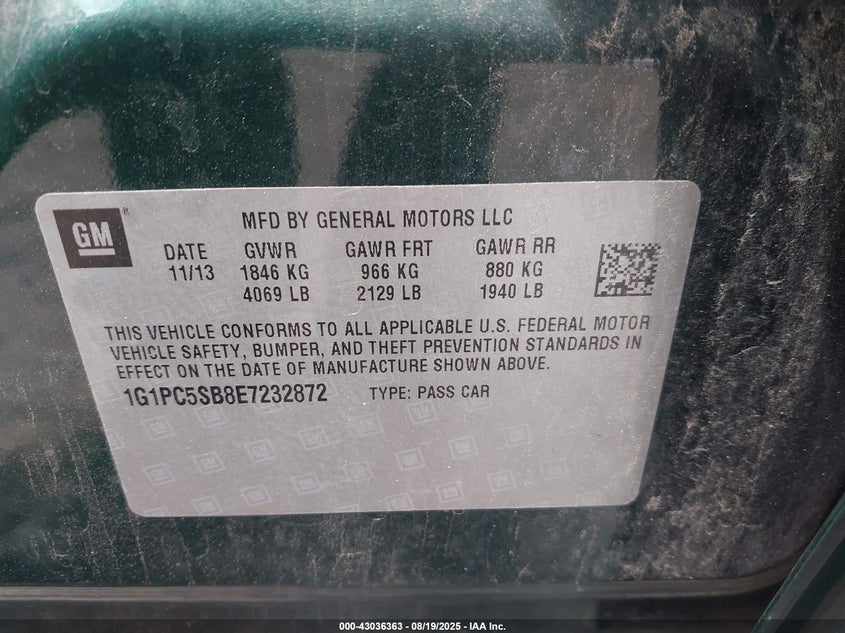 GM ®
MFD BY GENERAL MOTORS LLC
DATE GVWR GAWR FRT GAWR RR
11/13 1846 KG 966 KG 880 KG
4069 LB 2129 LB 1940 LB
THIS VEHICLE CONFORMS TO ALL APPLICABLE U.S. FEDERAL MOTOR
VEHICLE SAFETY, BUMPER, AND THEFT PREVENTION STANDARDS IN
EFFECT ON THE DATE OF MANUFACTURE SHOWN ABOVE.
1G1PC5SB8E7232872 TYPE: PASS CAR
000-43036363 - 08/19/2025 - IAA Inc.